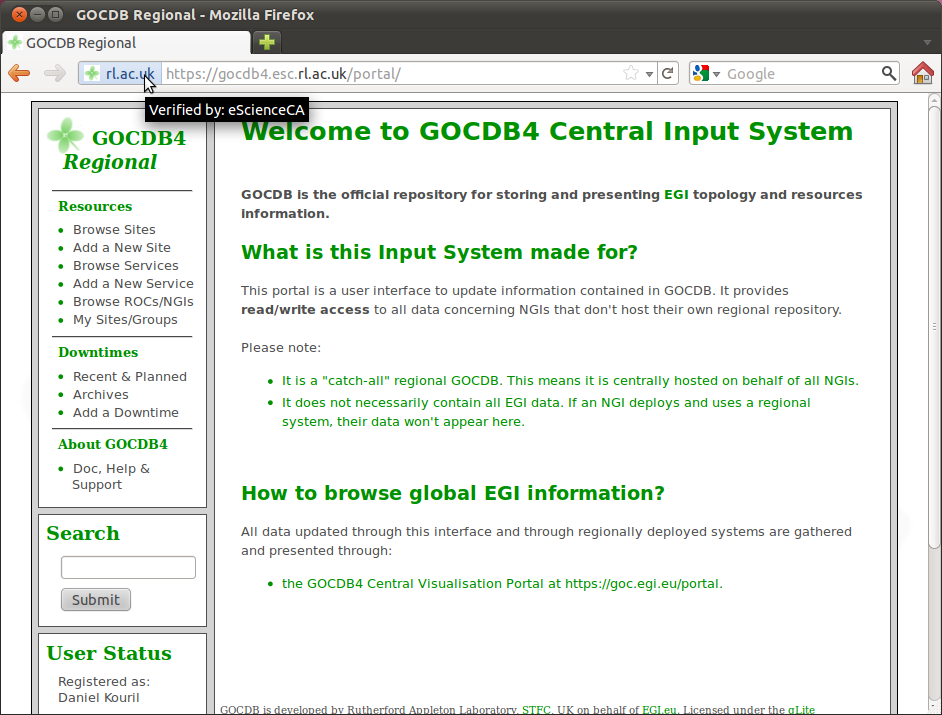 GOCDB Regional - Mozilla Firefox
GOCDB Regional
rl.ac.uk https://gocdb4.esc.rl.ac.uk/portal/ Google
Verified by: eScienceCA
GOCDB4
Regional
Resources
Browse Sites
Add a New Site
Browse Services
Add a New Service
Browse ROCs/NGIs
My Sites/Groups
Downtimes
Recent & Planned
Archives
Add a Downtime
About GOCDB4
Doc, Help &
Support
Search
Submit
User Status
Registered as:
Daniel Kouril
Welcome to GOCDB4 Central Input System
GOCDB is the official repository for storing and presenting EGI topology and resources
information.
What is this Input System made for?
This portal is a user interface to update information contained in GOCDB. It provides
read/write access to all data concerning NGIs that don't host their own regional repository.
Please note:
It is a "catch-all" regional GOCDB. This means it is centrally hosted on behalf of all NGIs.
It does not necessarily contain all EGI data. If an NGI deploys and uses a regional
system, their data won't appear here.
How to browse global EGI information?
All data updated through this interface and through regionally deployed systems are gathered
and presented through:
the GOCDB4 Central Visualisation Portal at https://goc.egi.eu/portal.
GOCDB is developed by Rutherford Appleton Laboratory, STFC, UK on behalf of EGI.eu. Licensed under the gLite